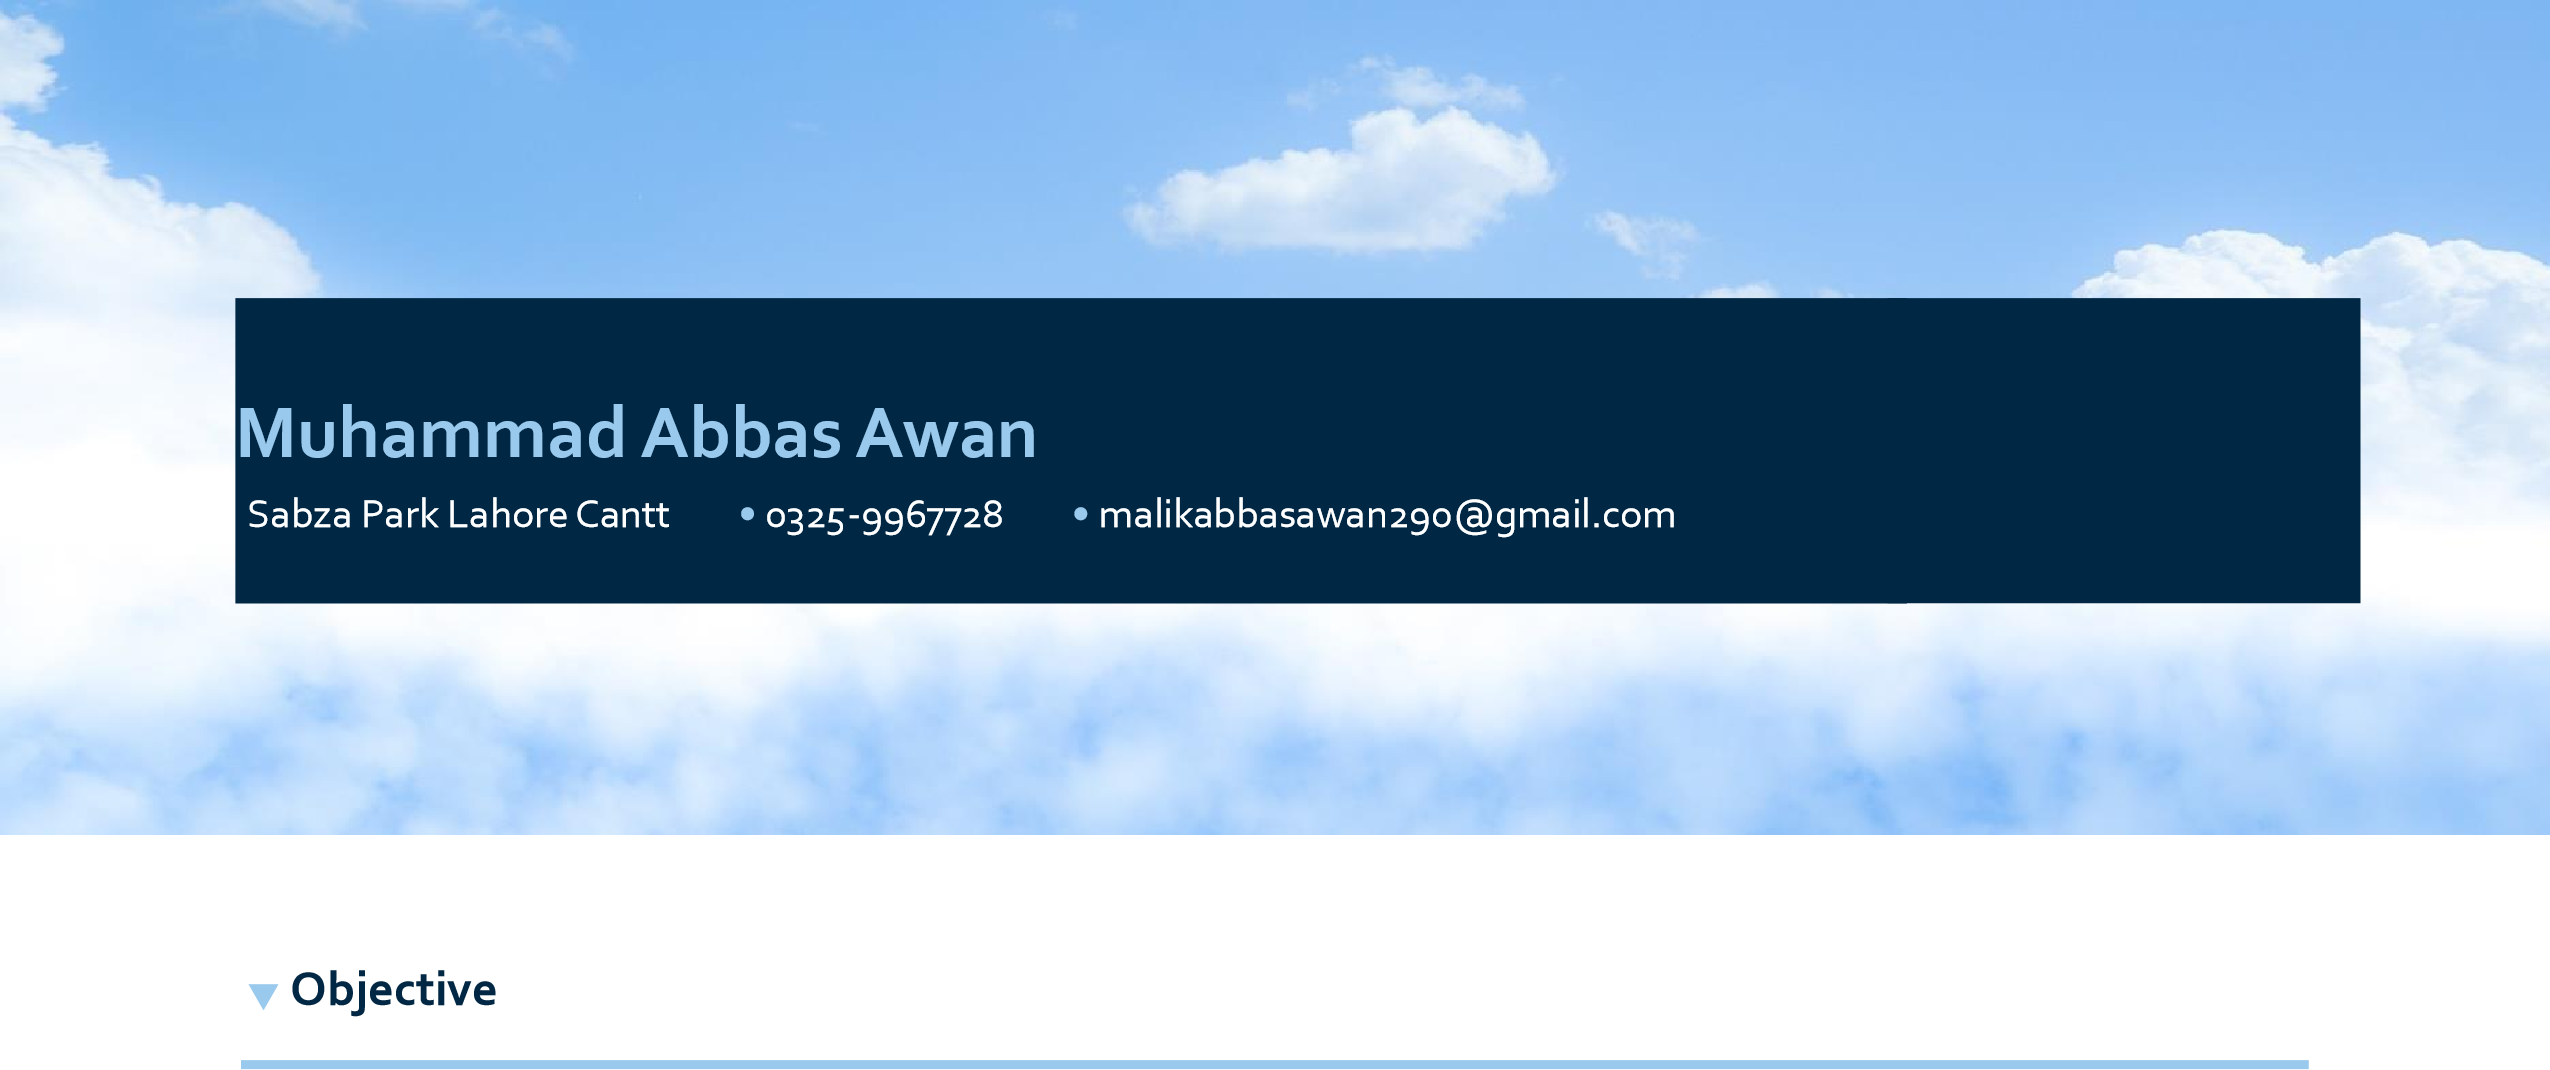 Muhammad Abbas Awan
Sabza Park Lahore Cantt • 0325-9967728 • malikabbasawan290@gmail.com
Objective